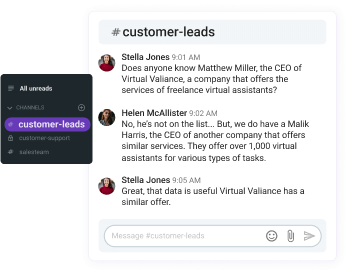 # customer-leads
Stella Jones 9:01 AM
Does anyone know Matthew Miller, the CEO of
Virtual Valiance, a company that offers the
services of freelance virtual assistants?
Helen McAllister 9:02 AM
No, he's not on the list... But, we do have a Malik
Harris, the CEO of another company that offers
similar services. They offer over 1,000 virtual
assistants for various types of tasks.
Stella Jones 9:05 AM
Great, that data is useful Virtual Valiance has a
similar offer.
Message #customer-leads
All unreads
CHANNELS
# customer-leads
customer-support
# salesteam